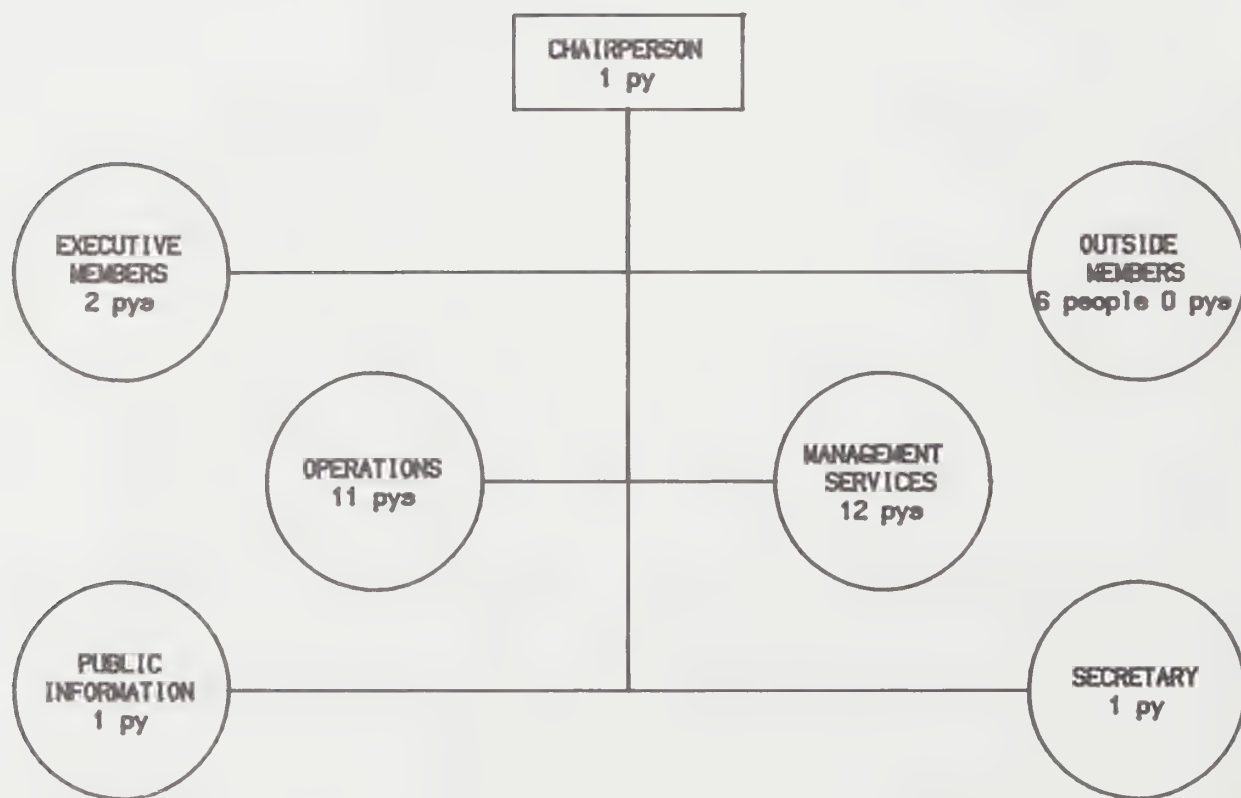 CHAIRPERSON
1 py
EXECUTIVE
MEMBERS
2 pys
OUTSIDE
MEMBERS
6 people 0 pys
OPERATIONS
11 pys
MANAGEMENT
SERVICES
12 pys
PUBLIC
INFORMATION
1 py
SECRETARY
1 py